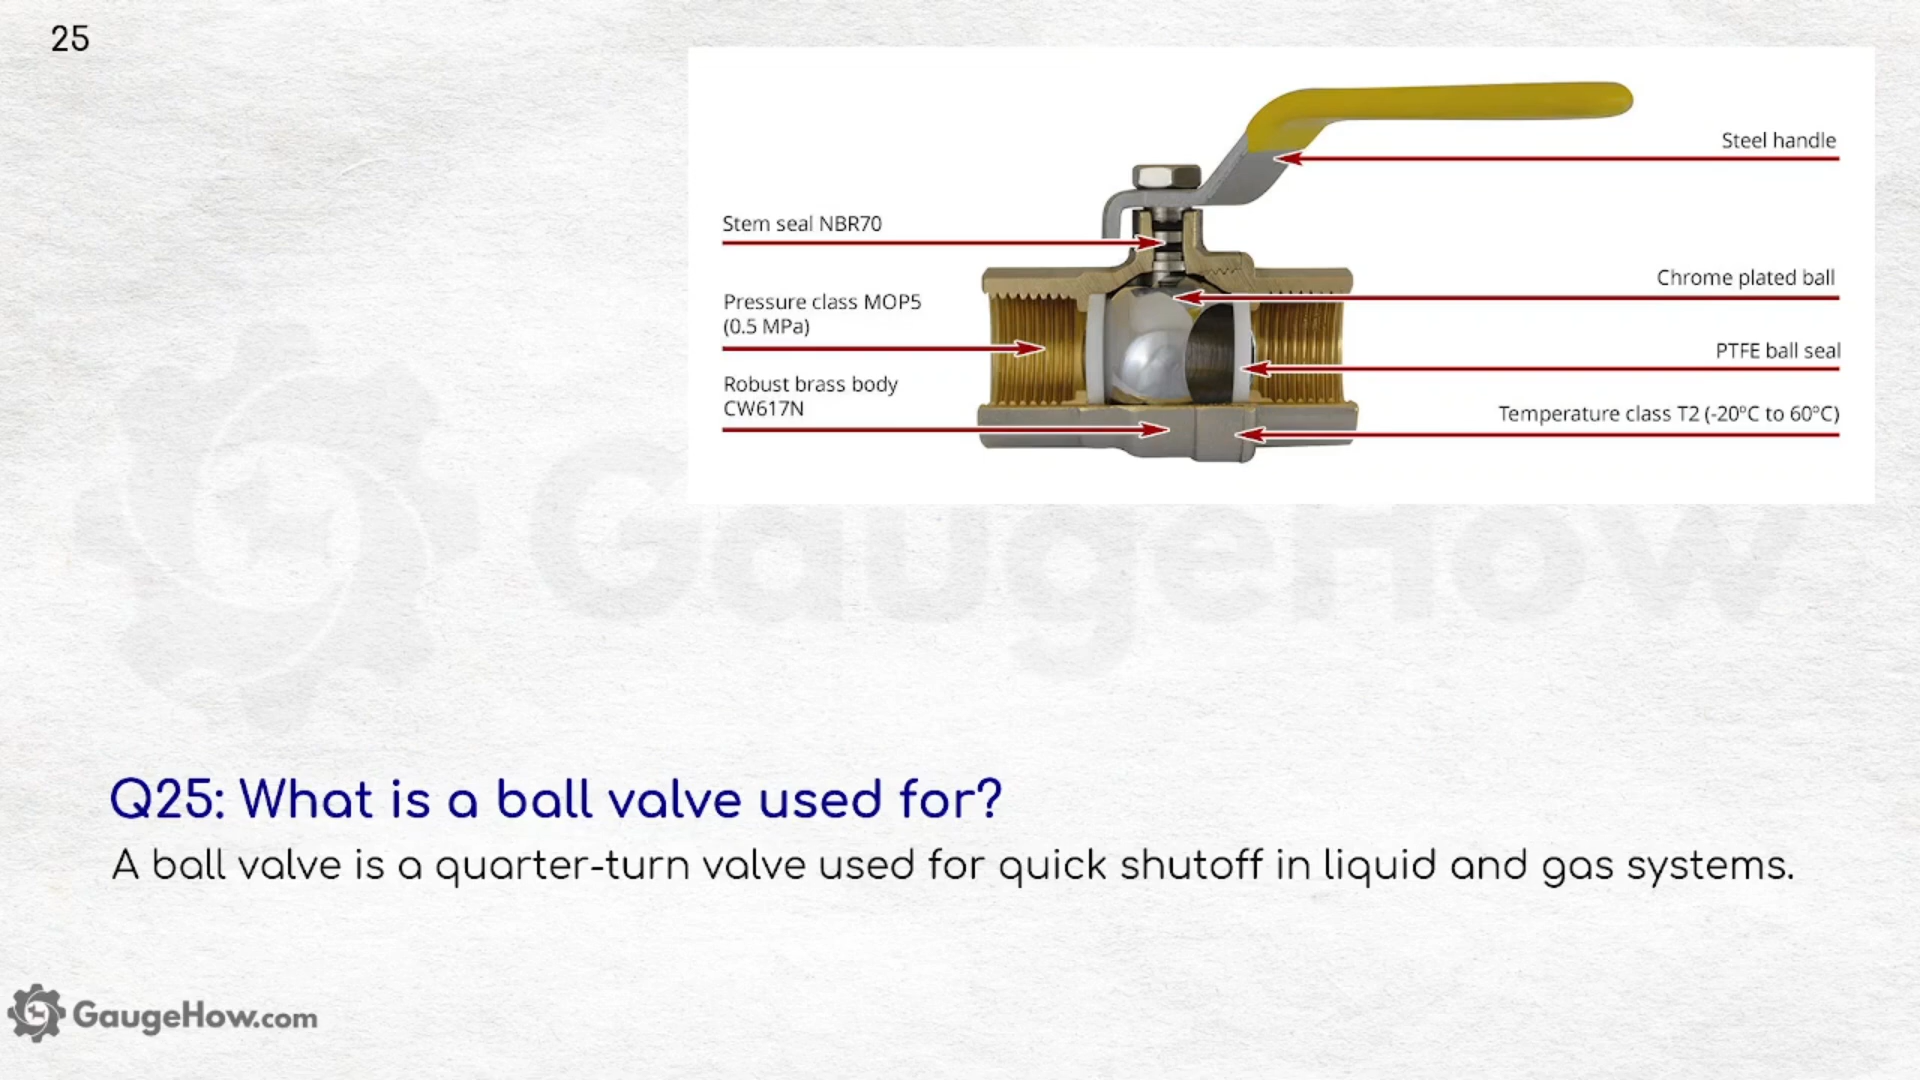 25
Steel handle
Stem seal NBR70
Chrome plated ball
Pressure class MOP5
(0.5 MPa)
PTFE ball seal
Robust brass body
CW617N
Temperature class T2 (-20°C to 60°C)
GaugeHow
Q25: What is a ball valve used for?
A ball valve is a quarter-turn valve used for quick shutoff in liquid and gas systems.
GaugeHow.com